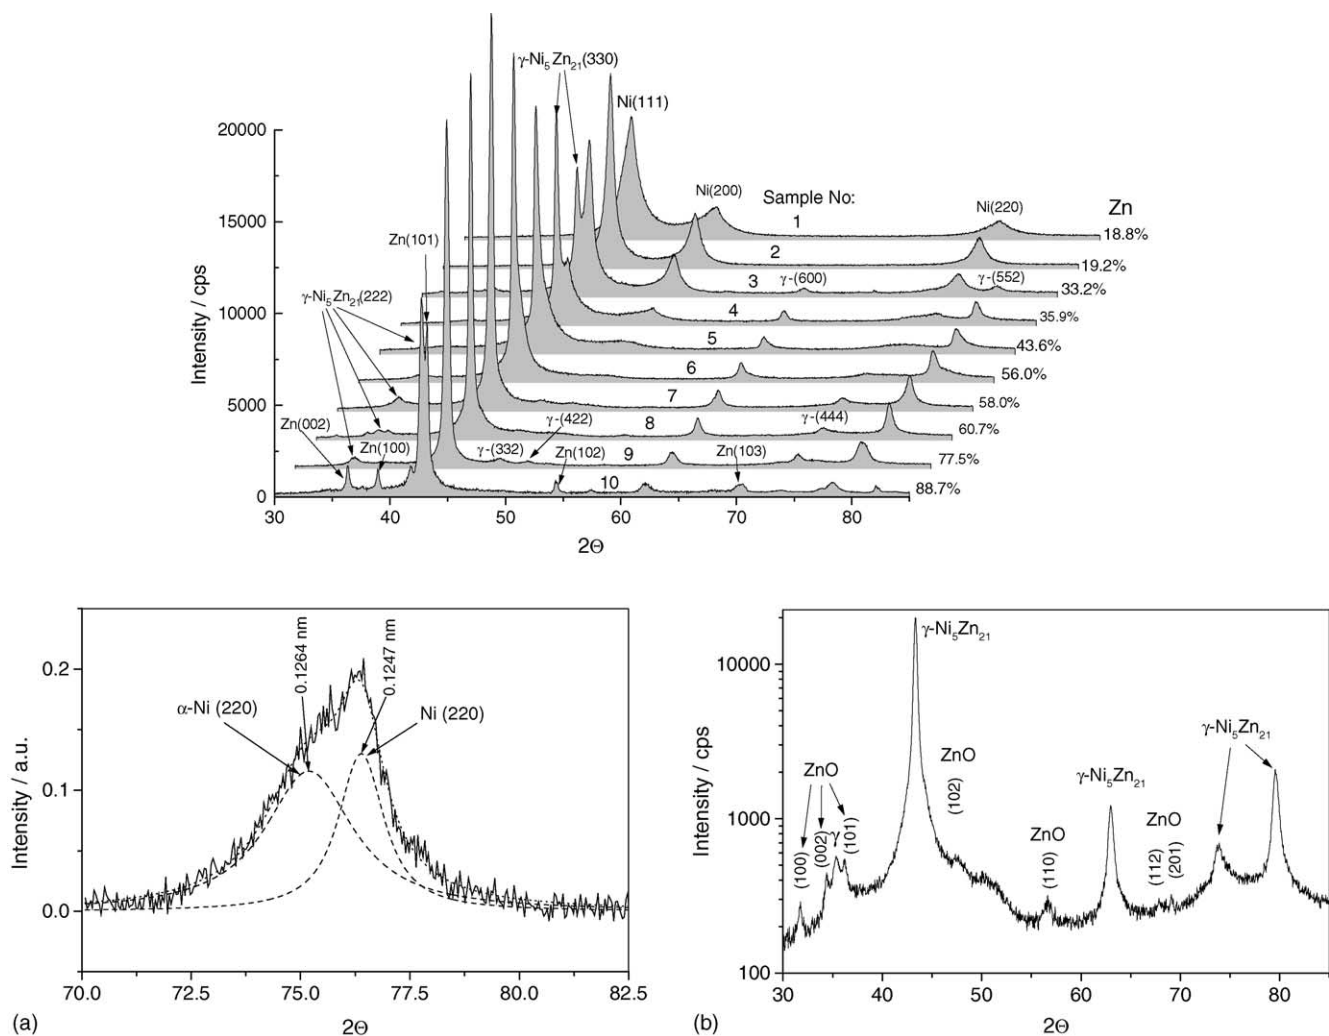 γ-Ni5Zn21(330)
Ni(111)
20000
15000
10000
5000
0
Intensity / cps
Ni(200)
Sample No:
Ni(220)
Zn
1
18.8%
2
19.2%
Zn(101)
3
γ-(600)
γ-(552)
33.2%
γ-Ni5Zn21(222)
4
35.9%
5
43.6%
6
56.0%
7
58.0%
8
γ-(444)
60.7%
Zn(002)
Zn(100)
γ-(332)
γ-(422)
Zn(102)
9
Zn(103)
77.5%
10
88.7%
30 40 50 60 70 80
2Θ
0.2
0.1
0.0
Intensity / a.u.
0.1264 nm
0.1247 nm
α-Ni (220)
Ni (220)
70.0 72.5 75.0 77.5 80.0 82.5
(a)
2Θ
10000
1000
100
Intensity / cps
γ-Ni5Zn21
γ-Ni5Zn21
γ-Ni5Zn21
ZnO
(100)
(002)
γ
(101)
ZnO
(102)
ZnO
(110)
ZnO
(112)
(201)
30 40 50 60 70 80
(b)
2Θ